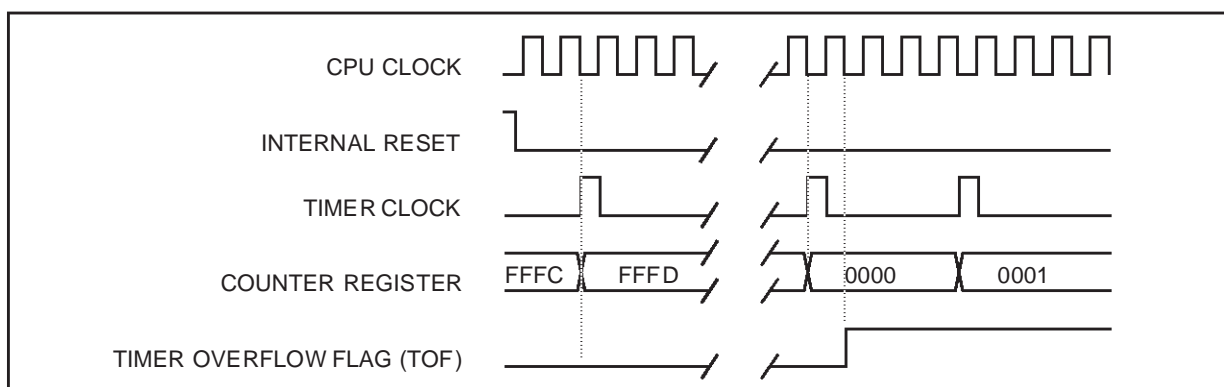 CPU CLOCK
INTERNAL RESET
TIMER CLOCK
COUNTER REGISTER
FFFC
FFFD
0000
0001
TIMER OVERFLOW FLAG (TOF)